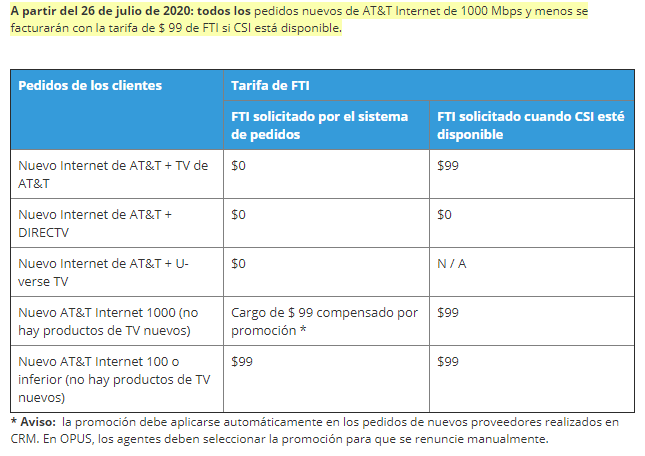 A partir del 26 de julio de 2020: todos los pedidos nuevos de AT&T Internet de 1000 Mbps y menos se
facturarán con la tarifa de $ 99 de FTI si CSI está disponible.
Pedidos de los clientes
Tarifa de FTI
FTI solicitado por el sistema
de pedidos
FTI solicitado cuando CSI esté
disponible
Nuevo Internet de AT&T + TV de
AT&T
$0
$99
Nuevo Internet de AT&T +
DIRECTV
$0
$0
Nuevo Internet de AT&T + U-
verse TV
$0
N / A
Nuevo AT&T Internet 1000 (no
hay productos de TV nuevos)
Cargo de $ 99 compensado por
promoción *
$99
Nuevo AT&T Internet 100 o
inferior (no hay productos de TV
nuevos)
$99
$99
* Aviso: la promoción debe aplicarse automáticamente en los pedidos de nuevos proveedores realizados en
CRM. En OPUS, los agentes deben seleccionar la promoción para que se renuncie manualmente.